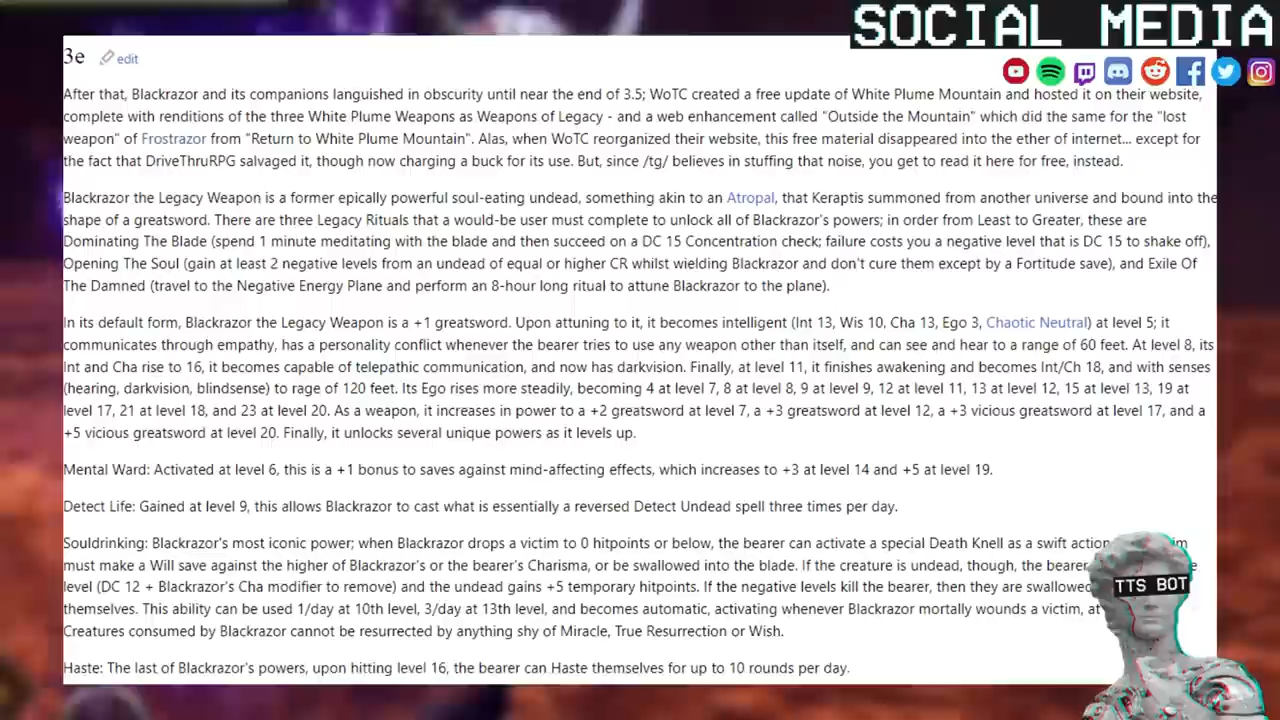 SOCIAL MEDIA
3e edit
After that, Blackrazor and its companions languished in obscurity until near the end of 3.5; WoTC created a free update of White Plume Mountain and hosted it on their website,
complete with renditions of the three White Plume Weapons as Weapons of Legacy - and a web enhancement called "Outside the Mountain" which did the same for the "lost
weapon" of Frostrazor from "Return to White Plume Mountain". Alas, when WoTC reorganized their website, this free material disappeared into the ether of internet... except for
the fact that DriveThruRPG salvaged it, though now charging a buck for its use. But, since /tg/ believes in stuffing that noise, you get to read it here for free, instead.
Blackrazor the Legacy Weapon is a former epically powerful soul-eating undead, something akin to an Atropal, that Keraptis summoned from another universe and bound into the
shape of a greatsword. There are three Legacy Rituals that a would-be user must complete to unlock all of Blackrazor's powers; in order from Least to Greater, these are
Dominating The Blade (spend 1 minute meditating with the blade and then succeed on a DC 15 Concentration check; failure costs you a negative level that is DC 15 to shake off),
Opening The Soul (gain at least 2 negative levels from an undead of equal or higher CR whilst wielding Blackrazor and don't cure them except by a Fortitude save), and Exile Of
The Damned (travel to the Negative Energy Plane and perform an 8-hour long ritual to attune Blackrazor to the plane).
In its default form, Blackrazor the Legacy Weapon is a +1 greatsword. Upon attuning to it, it becomes intelligent (Int 13, Wis 10, Cha 13, Ego 3, Chaotic Neutral) at level 5; it
communicates through empathy, has a personality conflict whenever the bearer tries to use any weapon other than itself, and can see and hear to a range of 60 feet. At level 8, its
Int and Cha rise to 16, it becomes capable of telepathic communication, and now has darkvision. Finally, at level 11, it finishes awakening and becomes Int/Ch 18, and with senses
(hearing, darkvision, blindsense) to rage of 120 feet. Its Ego rises more steadily, becoming 4 at level 7, 8 at level 8, 9 at level 9, 12 at level 11, 13 at level 12, 15 at level 13, 19 at
level 17, 21 at level 18, and 23 at level 20. As a weapon, it increases in power to a +2 greatsword at level 7, a +3 greatsword at level 12, a +3 vicious greatsword at level 17, and a
+5 vicious greatsword at level 20. Finally, it unlocks several unique powers as it levels up.
Mental Ward: Activated at level 6, this is a +1 bonus to saves against mind-affecting effects, which increases to +3 at level 14 and +5 at level 19.
Detect Life: Gained at level 9, this allows Blackrazor to cast what is essentially a reversed Detect Undead spell three times per day.
Souldrinking: Blackrazor's most iconic power; when Blackrazor drops a victim to 0 hitpoints or below, the bearer can activate a special Death Knell as a swift action
must make a Will save against the higher of Blackrazor's or the bearer's Charisma, or be swallowed into the blade. If the creature is undead, though, the bearer
level (DC 12 + Blackrazor's Cha modifier to remove) and the undead gains +5 temporary hitpoints. If the negative levels kill the bearer, then they are swallowed
themselves. This ability can be used 1/day at 10th level, 3/day at 13th level, and becomes automatic, activating whenever Blackrazor mortally wounds a victim, at
Creatures consumed by Blackrazor cannot be resurrected by anything shy of Miracle, True Resurrection or Wish.
Haste: The last of Blackrazor's powers, upon hitting level 16, the bearer can Haste themselves for up to 10 rounds per day.
TTS BOT